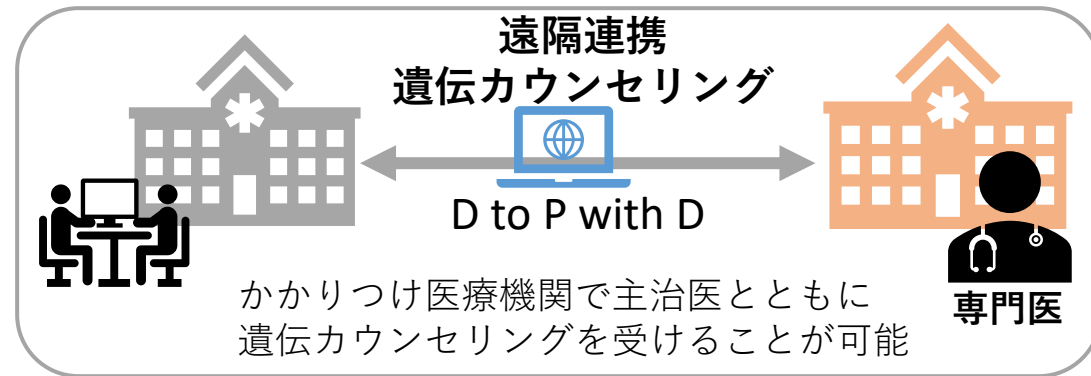 遠隔連携
遺伝カウンセリング
D to P with D
専門医
かかりつけ医療機関で主治医とともに
遺伝カウンセリングを受けることが可能